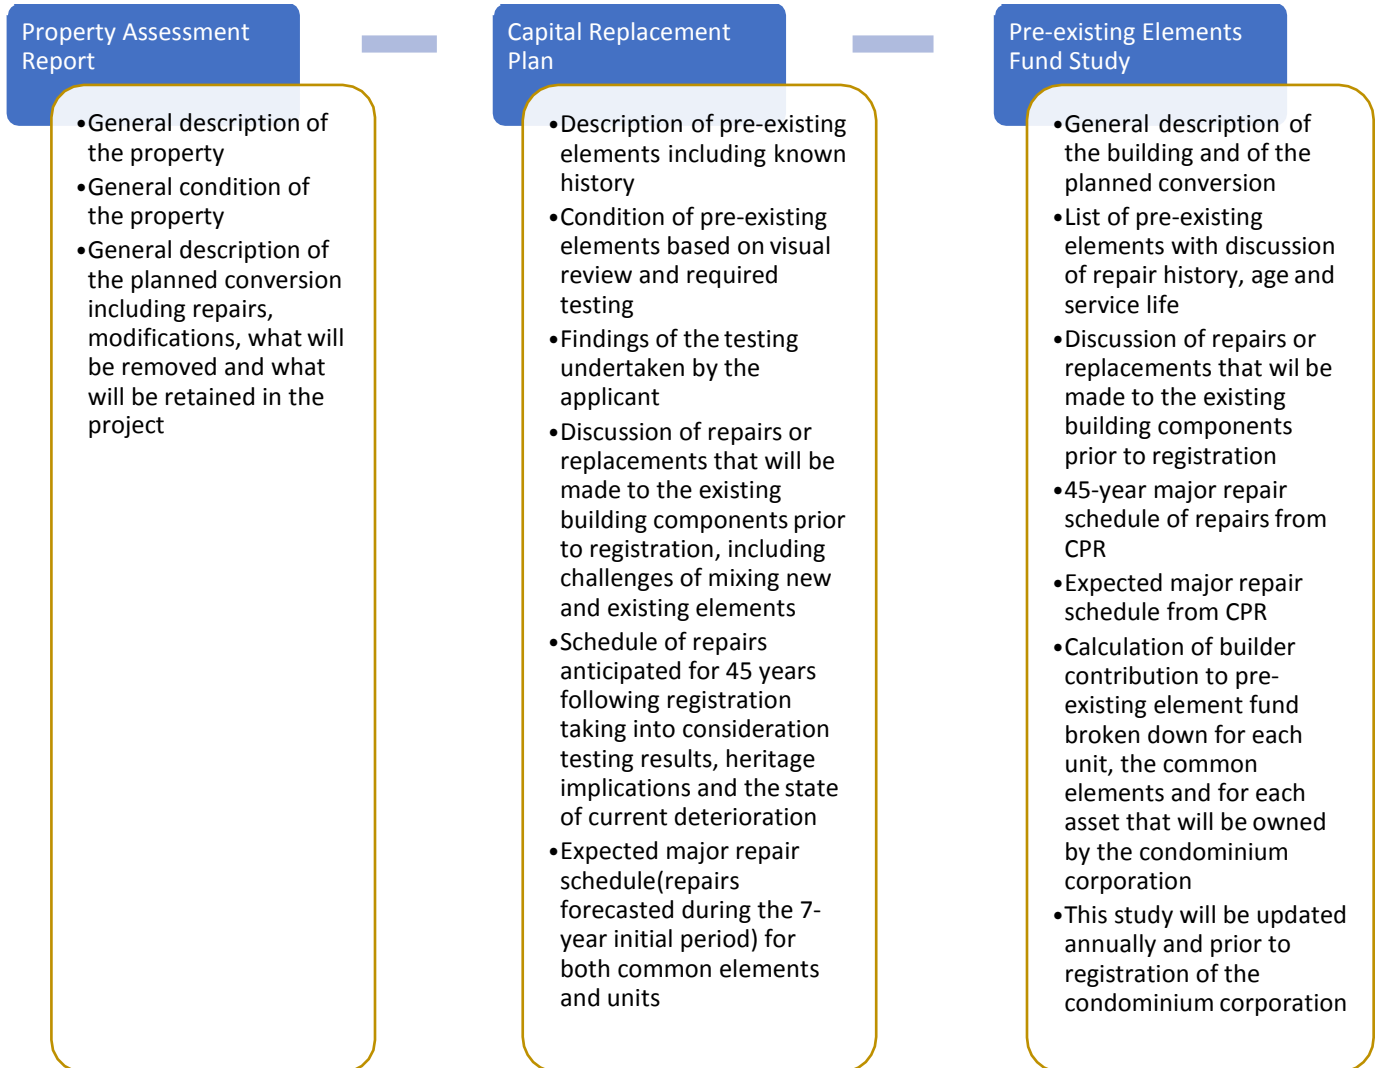 Property Assessment
Report
•General description of
the property
•General condition of
the property
•General description of
the planned conversion
including repairs,
modifications, what will
be removed and what
will be retained in the
project
Capital Replacement
Plan
•Description of pre-existing
elements including known
history
•Condition of pre-existing
elements based on visual
review and required
testing
•Findings of the testing
undertaken by the
applicant
•Discussion of repairs or
replacements that will be
made to the existing
building components prior
to registration, including
challenges of mixing new
and existing elements
•Schedule of repairs
anticipated for 45 years
following registration
taking into consideration
testing results, heritage
implications and the state
of current deterioration
•Expected major repair
schedule(repairs
forecasted during the 7-
year initial period) for
both common elements
and units
Pre-existing Elements
Fund Study
•General description of
the building and of the
planned conversion
•List of pre-existing
elements with discussion
of repair history, age and
service life
•Discussion of repairs or
replacements that wil be
made to the existing
building components
prior to registration
•45-year major repair
schedule of repairs from
CPR
•Expected major repair
schedule from CPR
•Calculation of builder
contribution to pre-
existing element fund
broken down for each
unit, the common
elements and for each
asset that will be owned
by the condominium
corporation
•This study will be updated
annually and prior to
registration of the
condominium corporation